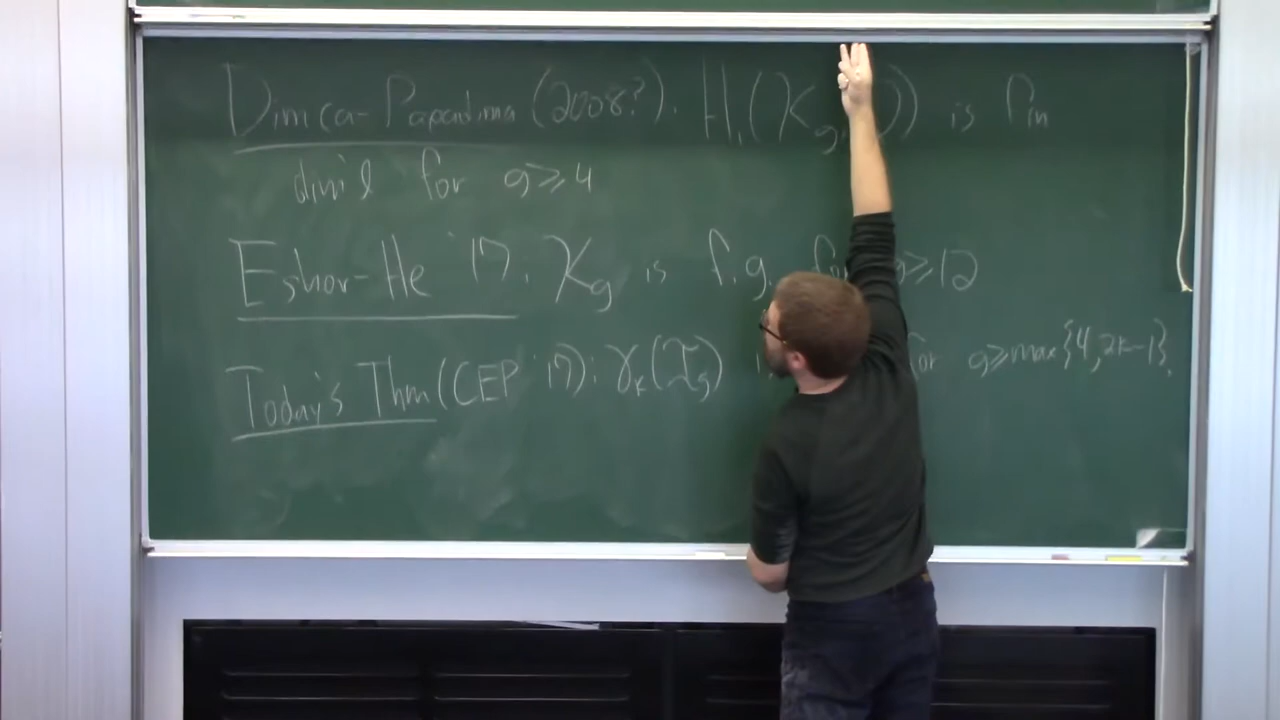 Dimca-Papadima (2008?). H₁(K_g, ) is fin
dim'l for g≥4
Ershov-He '17. K_g is f.g. for g≥12
Today's Thm (CEP '17): γ_k(I_g) for g≥max{4,2k-1}.